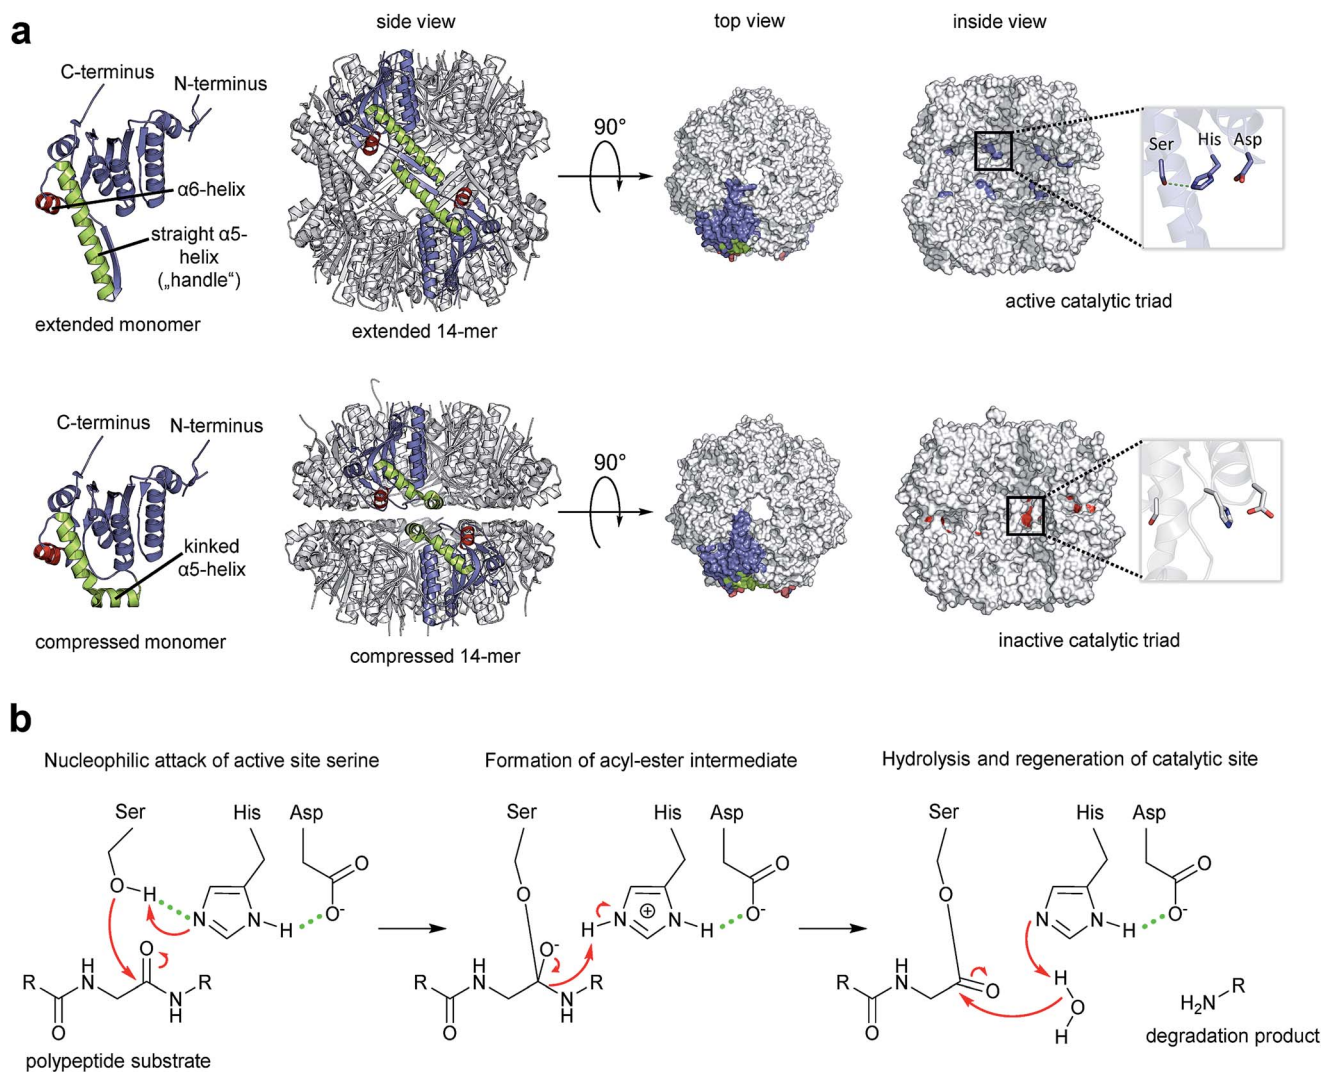 a
side view
top view
inside view
C-terminus
N-terminus
90°
Ser
His
Asp
α6-helix
straight α5-
helix
(„handle“)
extended monomer
extended 14-mer
active catalytic triad
C-terminus
N-terminus
90°
kinked
α5-helix
compressed monomer
compressed 14-mer
inactive catalytic triad
b
Nucleophilic attack of active site serine
Formation of acyl-ester intermediate
Hydrolysis and regeneration of catalytic site
Ser
His
Asp
O
H
N
N
H
O
O-
O
R
H
N
O
N
H
R
polypeptide substrate
Ser
His
Asp
O
H
N
⊕
N
H
O
O-
O-
R
H
N
O
N
H
R
Ser
His
Asp
O
N
N
H
O
O-
R
H
N
O
O
H
O
H
H2N
R
degradation product